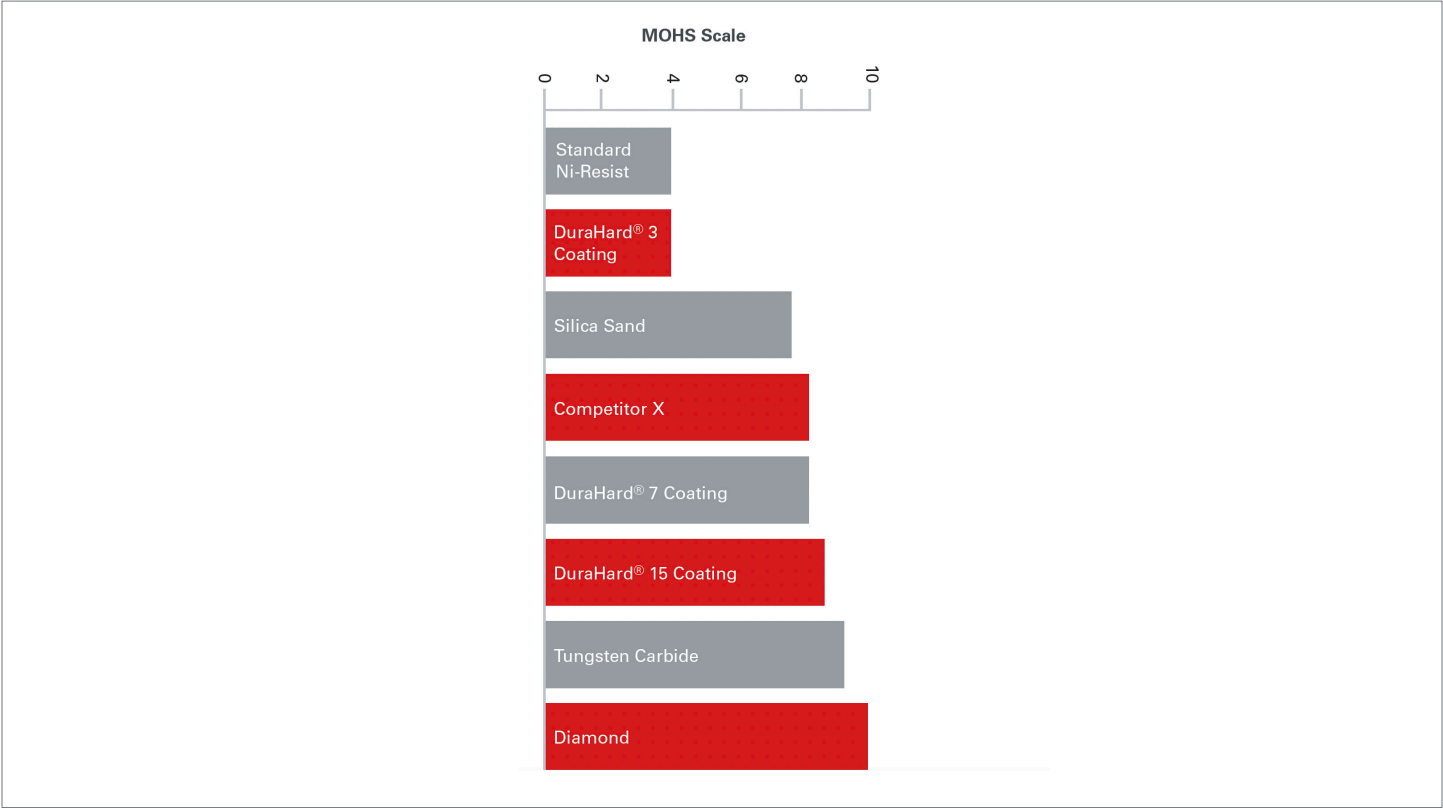 MOHS Scale
0 2 4 6 8 10
Standard
Ni-Resist
DuraHard® 3
Coating
Silica Sand
Competitor X
DuraHard® 7 Coating
DuraHard® 15 Coating
Tungsten Carbide
Diamond